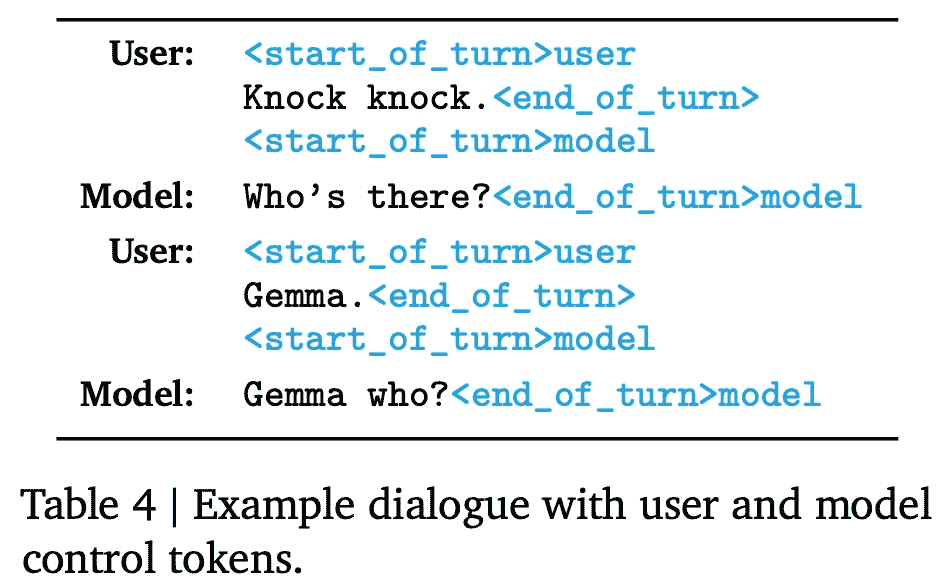 User: <start_of_turn>user
Knock knock.<end_of_turn>
<start_of_turn>model
Model: Who's there?<end_of_turn>model
User: <start_of_turn>user
Gemma.<end_of_turn>
<start_of_turn>model
Model: Gemma who?<end_of_turn>model
Table 4 | Example dialogue with user and model
control tokens.